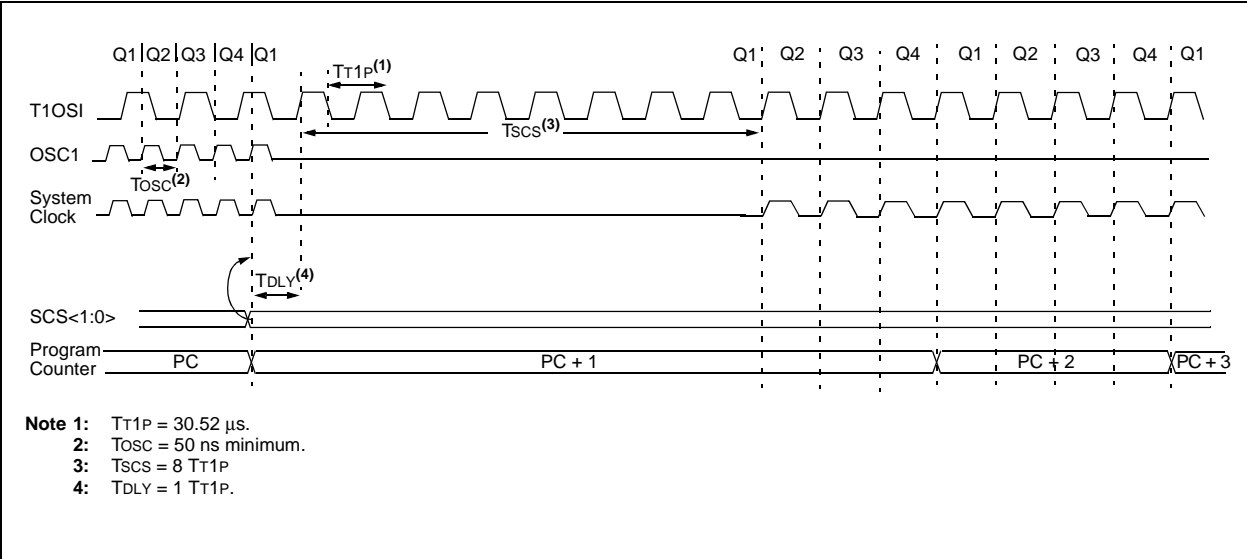 Q1 Q2 Q3 Q4 Q1 Q1 Q2 Q3 Q4 Q1 Q2 Q3 Q4 Q1
TT1P(1)
T1OSI
TSCS(3)
OSC1
TOSC(2)
System
Clock
TDLY(4)
SCS<1:0>
Program
Counter
PC PC + 1 PC + 2 PC + 3
Note 1: TT1P = 30.52 μs.
2: TOSC = 50 ns minimum.
3: TSCS = 8 TT1P
4: TDLY = 1 TT1P.